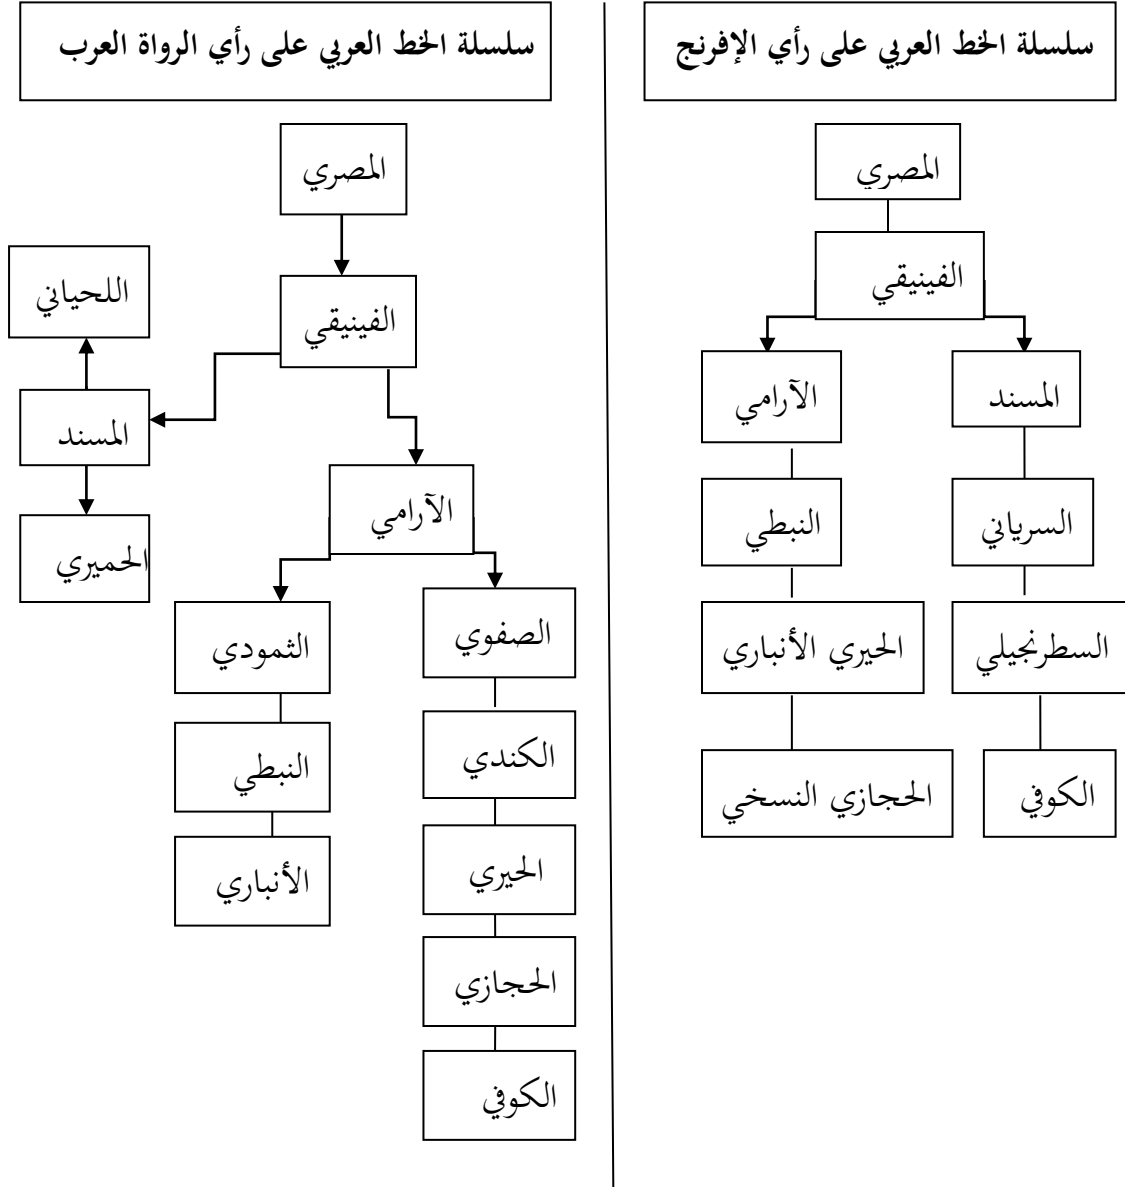 سلسلة الخط العربي على رأي الإفرنج
المصري
الفينيقي
المسند
الآرامي
السرياني
النبطي
السطرنجيلي
الحيري الأنباري
الكوفي
الحجازي النسخي
سلسلة الخط العربي على رأي الرواة العرب
المصري
الفينيقي
اللحياني
المسند
الحميري
الآرامي
الصفوي
الثمودي
الكندي
النبطي
الحيري
الأنباري
الحجازي
الكوفي